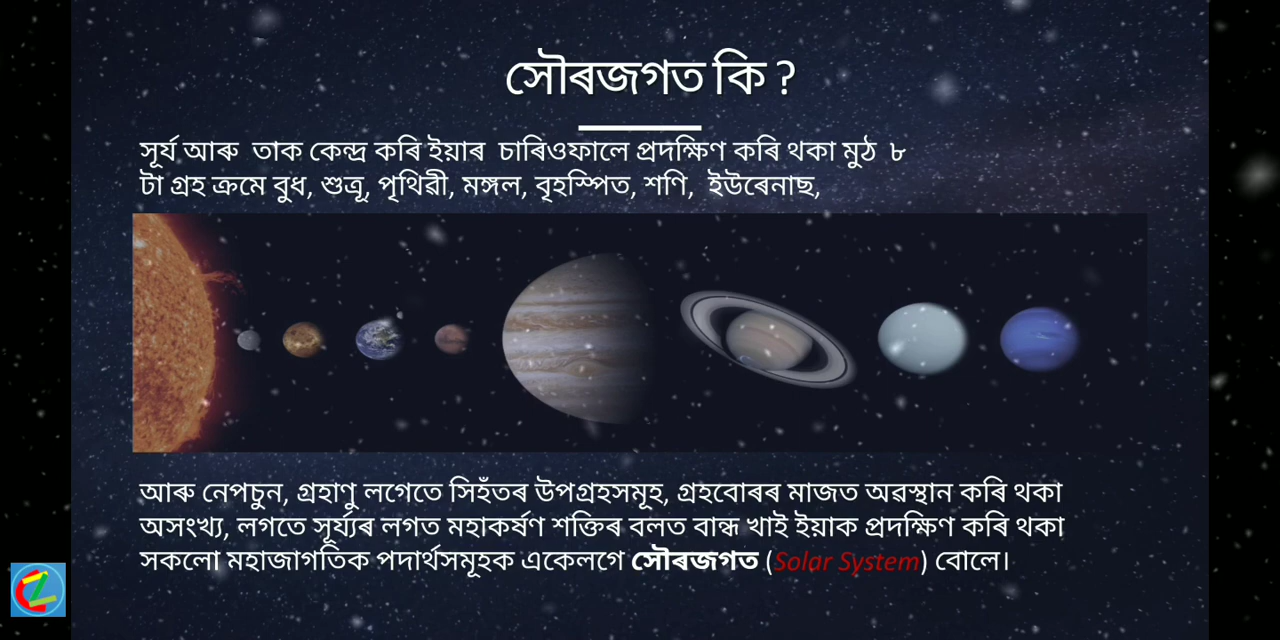 সৌৰজগত কি ?
সূৰ্য আৰু তাক কেন্দ্ৰ কৰি ইয়াৰ চাৰিওফালে প্ৰদক্ষিণ কৰি থকা মুঠ ৮
টা গ্ৰহ ক্ৰমে বুধ, শুত্ৰূ, পৃথিৱী, মঙ্গল, বৃহস্পিত, শণি, ইউৰেনাছ,
আৰু নেপচুন, গ্ৰহাণু লগেতে সিহঁতৰ উপগ্ৰহসমূহ, গ্ৰহবোৰৰ মাজত অৱস্থান কৰি থকা
অসংখ্য, লগতে সূৰ্য্যৰ লগত মহাকৰ্ষণ শক্তিৰ বলত বান্ধ খাই ইয়াক প্ৰদক্ষিণ কৰি থকা
সকলো মহাজাগতিক পদাৰ্থসমূহক একেলগে সৌৰজগত (Solar System) বোলে।